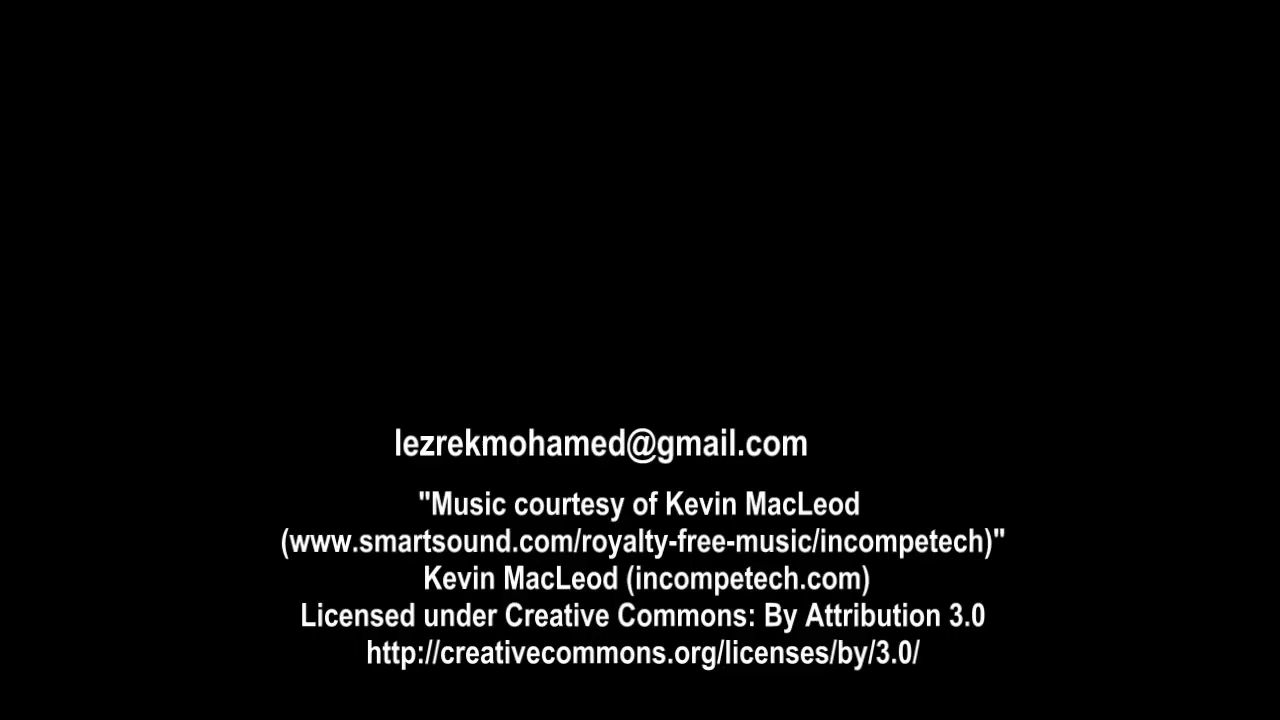 lezrekmohamed@gmail.com
"Music courtesy of Kevin MacLeod
(www.smartsound.com/royalty-free-music/incompetech)"
Kevin MacLeod (incompetech.com)
Licensed under Creative Commons: By Attribution 3.0
http://creativecommons.org/licenses/by/3.0/